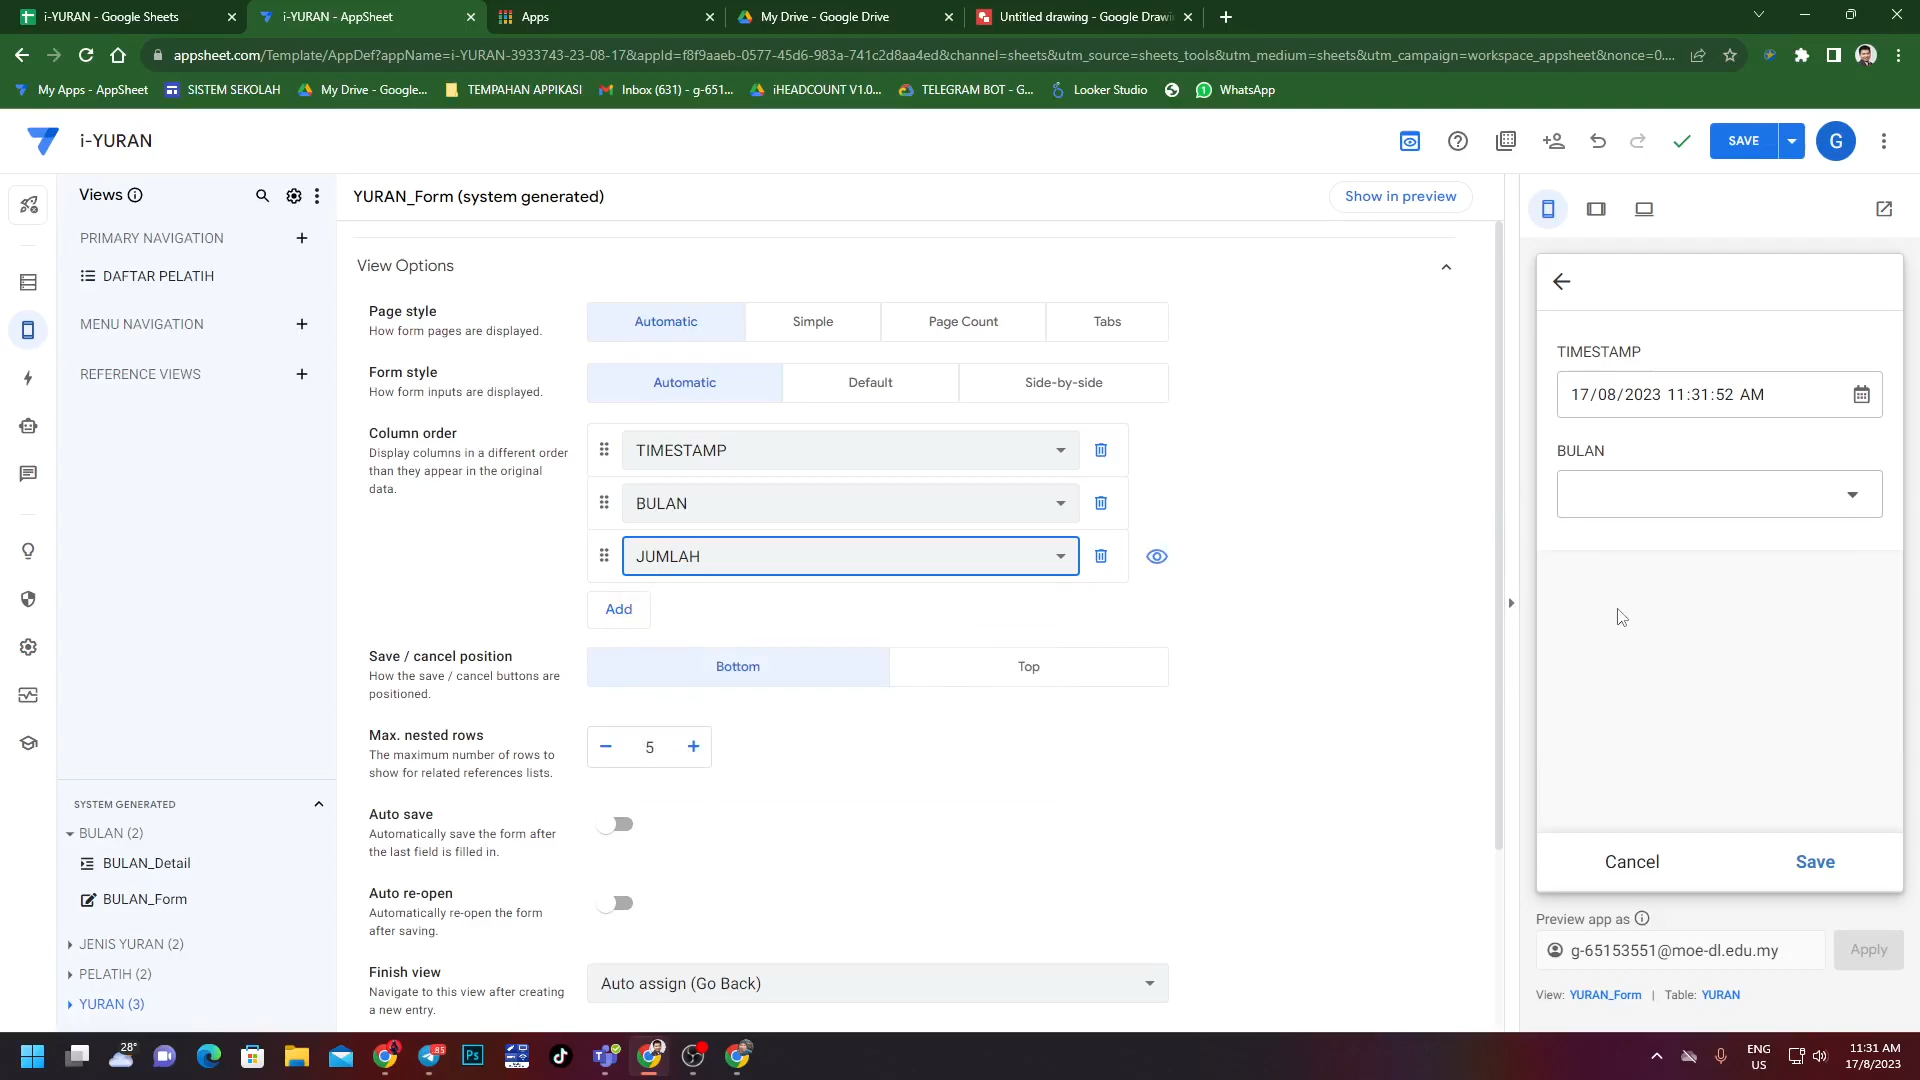 i-YURAN - Google Sheets
i-YURAN - AppSheet
Apps
My Drive - Google Drive
Untitled drawing - Google Drawi
appsheet.com/Template/AppDef?appName=i-YURAN-3933743-23-08-17&appId=f8f9aaeb-0577-45d6-983a-741c2d8aa4ed&channel=sheets&utm_source=sheets_tools&utm_medium=sheets&utm_campaign=workspace_appsheet&nonce=0....
My Apps - AppSheet
SISTEM SEKOLAH
My Drive - Google...
TEMPAHAN APPIKASI
Inbox (631) - g-651...
iHEADCOUNT V1.0...
TELEGRAM BOT - G...
Looker Studio
WhatsApp
i-YURAN
SAVE
G
Views
YURAN_Form (system generated)
Show in preview
PRIMARY NAVIGATION
DAFTAR PELATIH
MENU NAVIGATION
REFERENCE VIEWS
SYSTEM GENERATED
BULAN (2)
BULAN_Detail
BULAN_Form
JENIS YURAN (2)
PELATIH (2)
YURAN (3)
View Options
Page style
How form pages are displayed.
Automatic
Simple
Page Count
Tabs
Form style
How form inputs are displayed.
Automatic
Default
Side-by-side
Column order
Display columns in a different order
than they appear in the original
data.
TIMESTAMP
BULAN
JUMLAH
Add
Save / cancel position
How the save / cancel buttons are
positioned.
Bottom
Top
Max. nested rows
The maximum number of rows to
show for related references lists.
5
Auto save
Automatically save the form after
the last field is filled in.
Auto re-open
Automatically re-open the form
after saving.
Finish view
Navigate to this view after creating
a new entry.
Auto assign (Go Back)
TIMESTAMP
17/08/2023 11:31:52 AM
BULAN
Cancel
Save
Preview app as
g-65153551@moe-dl.edu.my
Apply
View: YURAN_Form | Table: YURAN
28°
85
Ps
ENG
US
11:31 AM
17/8/2023